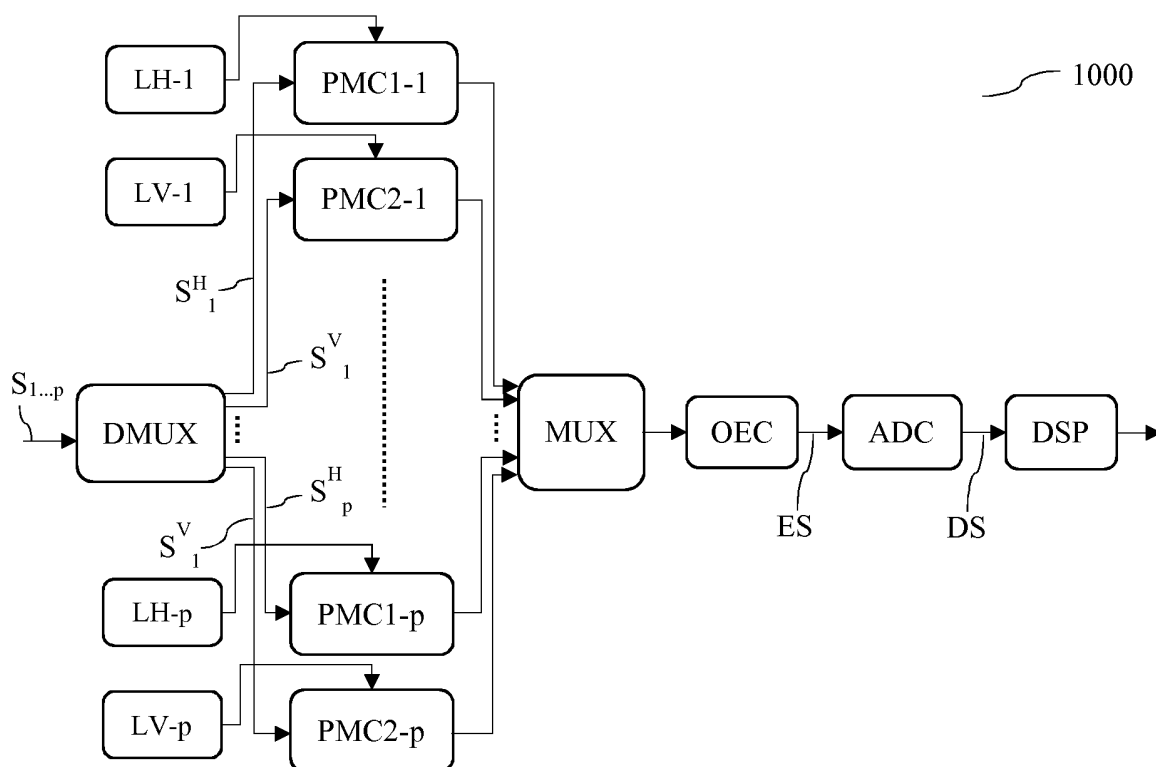 LH-1
PMC1-1
1000
LV-1
PMC2-1
S^H_1
S^V_1
S_1...p
DMUX
MUX
OEC
ADC
DSP
S^H_p
S^V_1
ES
DS
LH-p
PMC1-p
LV-p
PMC2-p